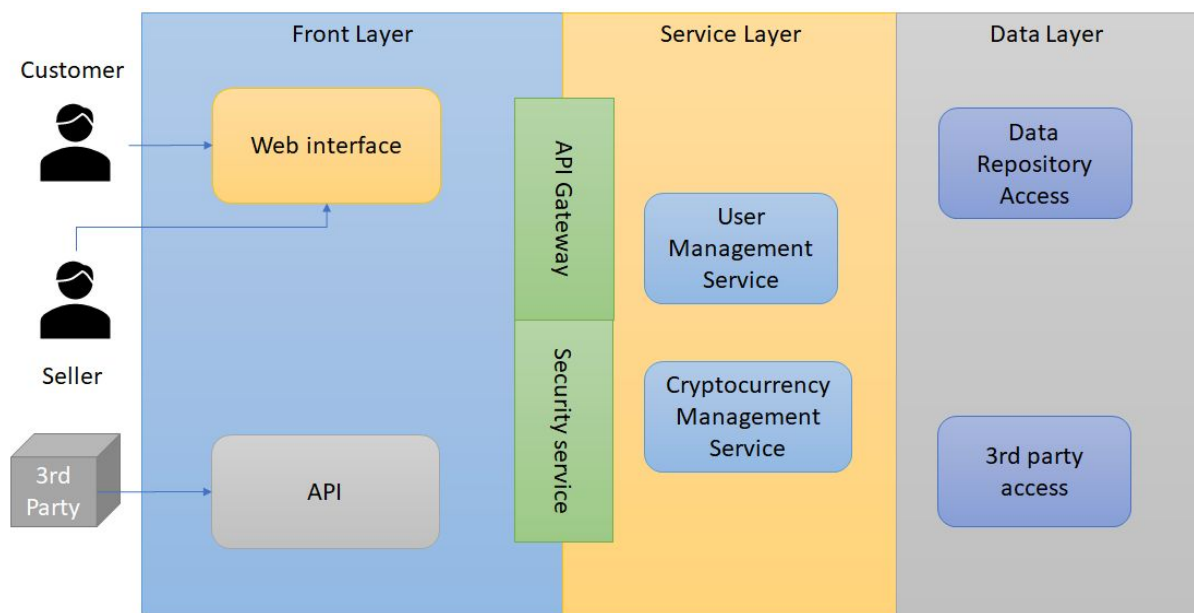 Front Layer
Service Layer
Data Layer
Customer
Web interface
API Gateway
Data
Repository
Access
User
Management
Service
Seller
Security service
Cryptocurrency
Management
Service
3rd
Party
API
3rd party
access